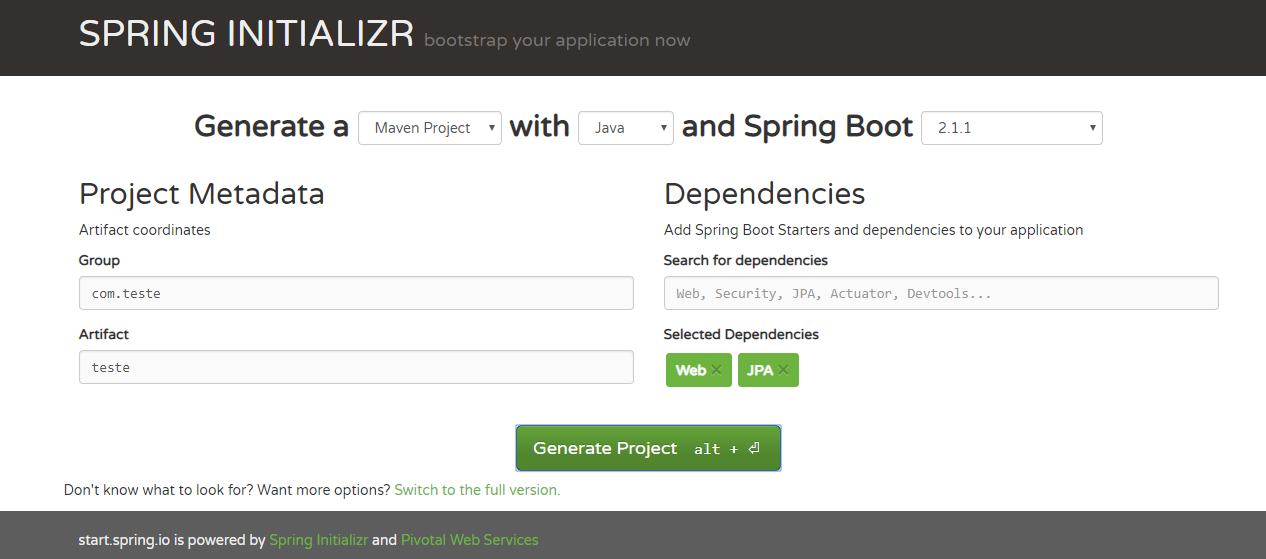 SPRING INITIALIZR bootstrap your application now
Generate a Maven Project with Java and Spring Boot 2.1.1
Project Metadata
Artifact coordinates
Group
com.teste
Artifact
teste
Dependencies
Add Spring Boot Starters and dependencies to your application
Search for dependencies
Web, Security, JPA, Actuator, Devtools...
Selected Dependencies
Web × JPA ×
Generate Project alt + ⏎
Don't know what to look for? Want more options? Switch to the full version.
start.spring.io is powered by Spring Initializr and Pivotal Web Services